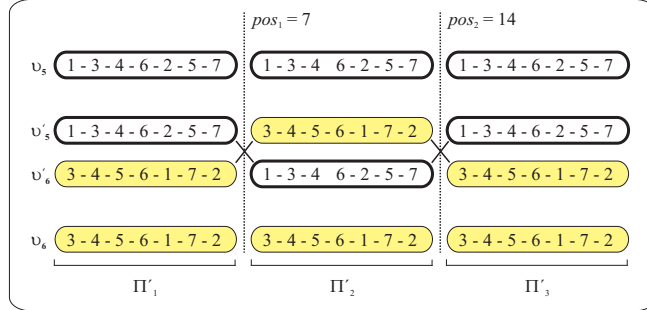 pos₁ = 7 pos₂ = 14
υ₅ 1 - 3 - 4 - 6 - 2 - 5 - 7 1 - 3 - 4 6 - 2 - 5 - 7 1 - 3 - 4 - 6 - 2 - 5 - 7
υ′₅ 1 - 3 - 4 - 6 - 2 - 5 - 7 3 - 4 - 5 - 6 - 1 - 7 - 2 1 - 3 - 4 - 6 - 2 - 5 - 7
υ′₆ 3 - 4 - 5 - 6 - 1 - 7 - 2 1 - 3 - 4 6 - 2 - 5 - 7 3 - 4 - 5 - 6 - 1 - 7 - 2
υ₆ 3 - 4 - 5 - 6 - 1 - 7 - 2 3 - 4 - 5 - 6 - 1 - 7 - 2 3 - 4 - 5 - 6 - 1 - 7 - 2
Π′₁ Π′₂ Π′₃